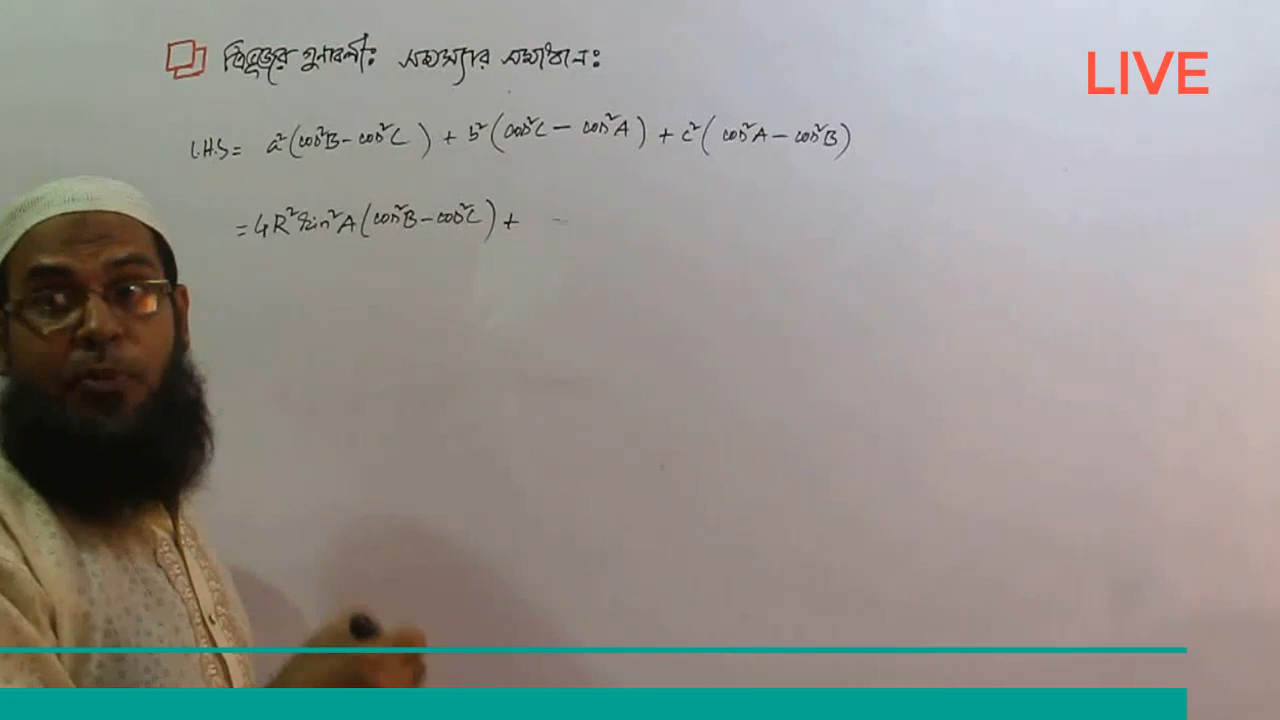 ত্রিভুজের গুনাবলীঃ সমস্যার সমাধানঃ
LIVE
L.H.S = a²(cos²B – cos²C) + b²(cos²C – cos²A) + c²(cos²A – cos²B)
= 4R²sin²A(cos²B – cos²C) +